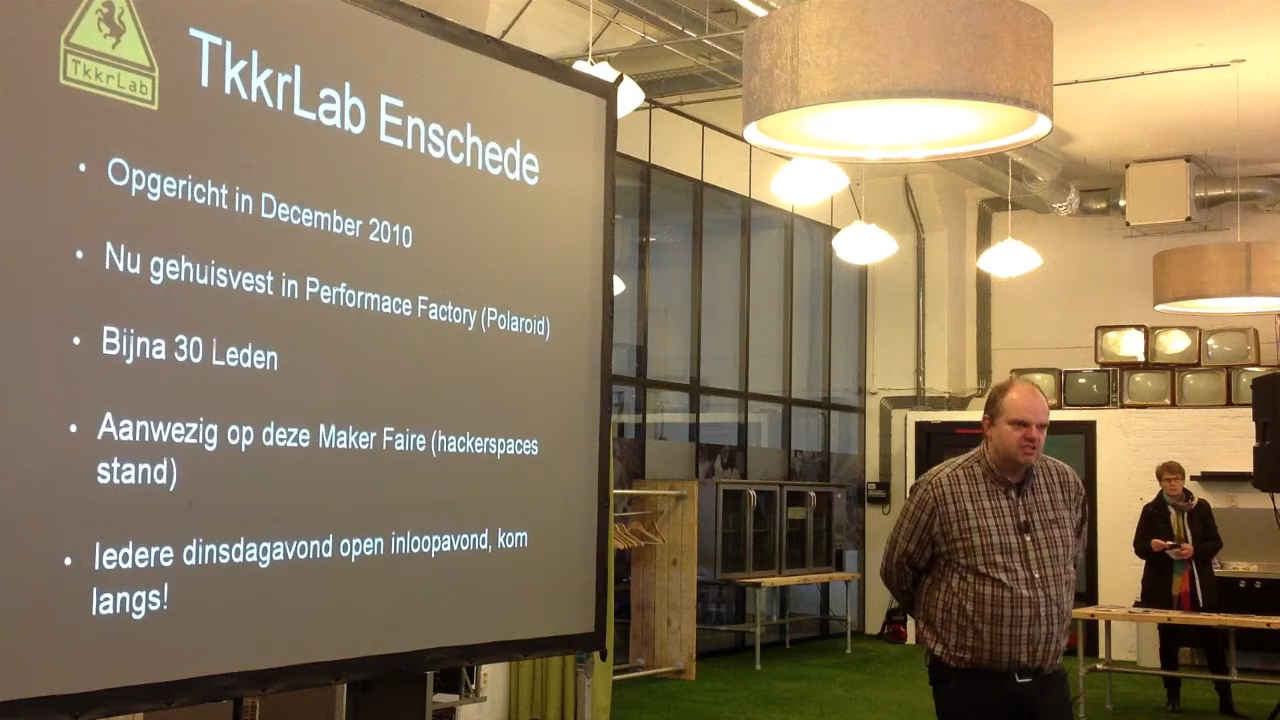 TkkrLab
TkkrLab Enschede
• Opgericht in December 2010
• Nu gehuisvest in Performace Factory (Polaroid)
• Bijna 30 Leden
• Aanwezig op deze Maker Faire (hackerspaces
stand)
• Iedere dinsdagavond open inloopavond, kom
langs!